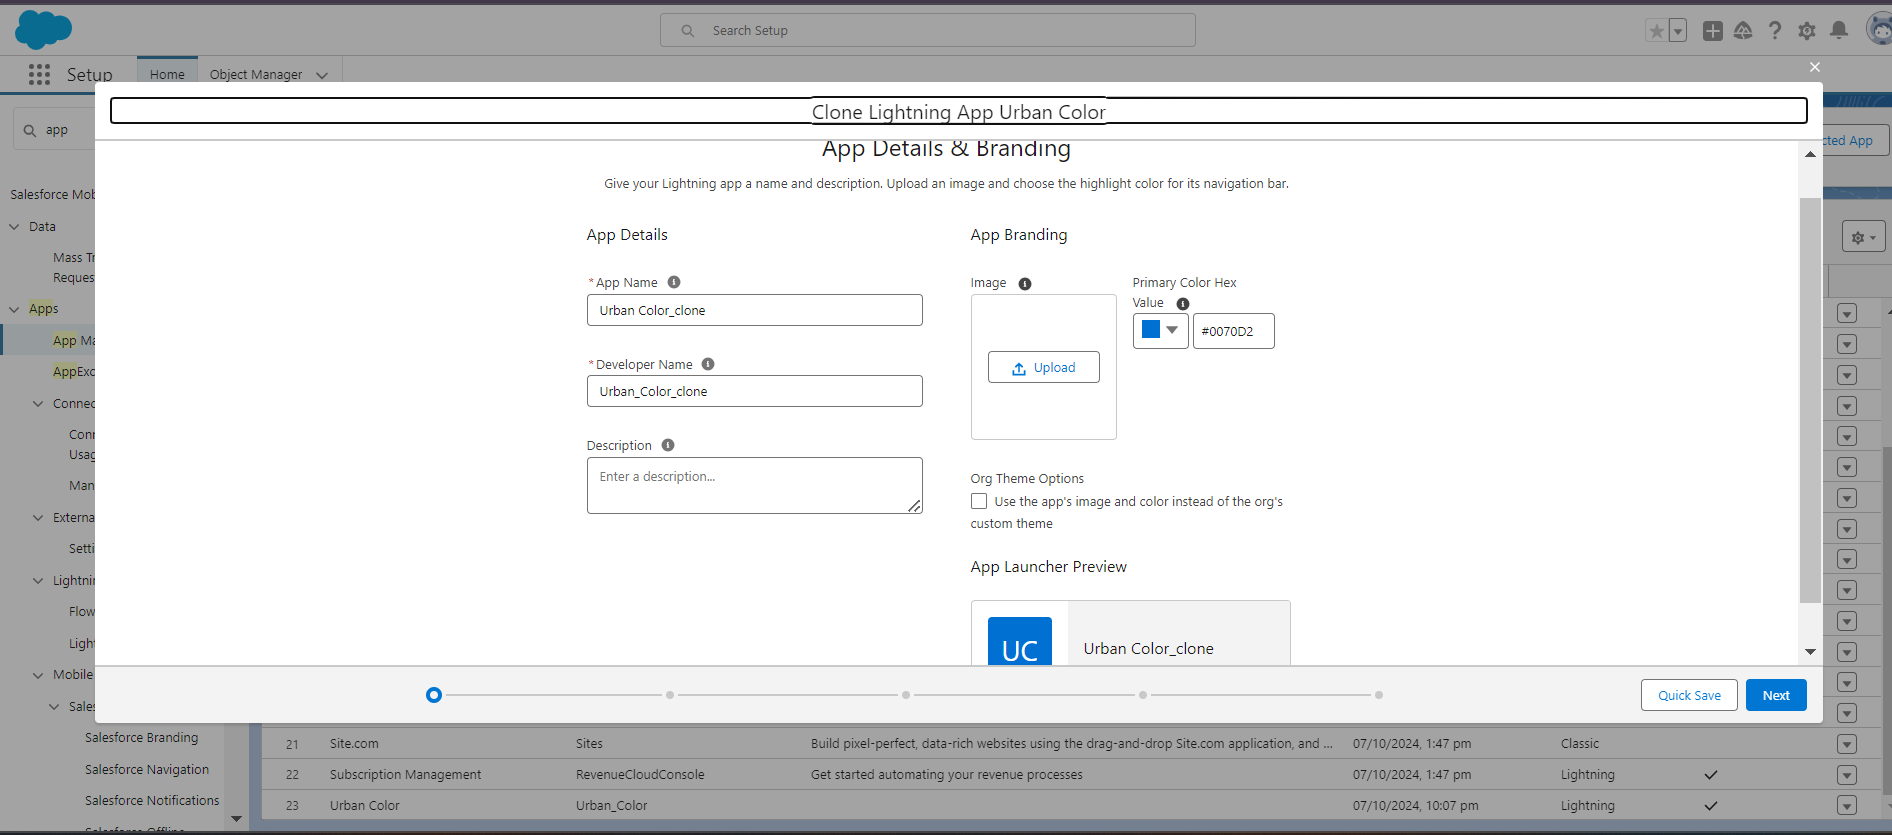 Search Setup
Setup
Home
Object Manager
app
Clone Lightning App Urban Color
cted App
App Details & Branding
Give your Lightning app a name and description. Upload an image and choose the highlight color for its navigation bar.
Salesforce Mob
Data
Mass Tr
Reques
Apps
App Ma
AppExc
Connec
Conn
Usag
Man
Externa
Setti
Lightnin
Flow
Light
Mobile
Sales
Salesforce Branding
Salesforce Navigation
Salesforce Notifications
Salesforce Offline
App Details
*App Name
Urban Color_clone
*Developer Name
Urban_Color_clone
Description
Enter a description...
App Branding
Image
Upload
Primary Color Hex
Value
#0070D2
Org Theme Options
Use the app's image and color instead of the org's
custom theme
App Launcher Preview
UC
Urban Color_clone
Quick Save
Next
21 Site.com Sites Build pixel-perfect, data-rich websites using the drag-and-drop Site.com application, and ... 07/10/2024, 1:47 pm Classic
22 Subscription Management RevenueCloudConsole Get started automating your revenue processes 07/10/2024, 1:47 pm Lightning
23 Urban Color Urban_Color 07/10/2024, 10:07 pm Lightning